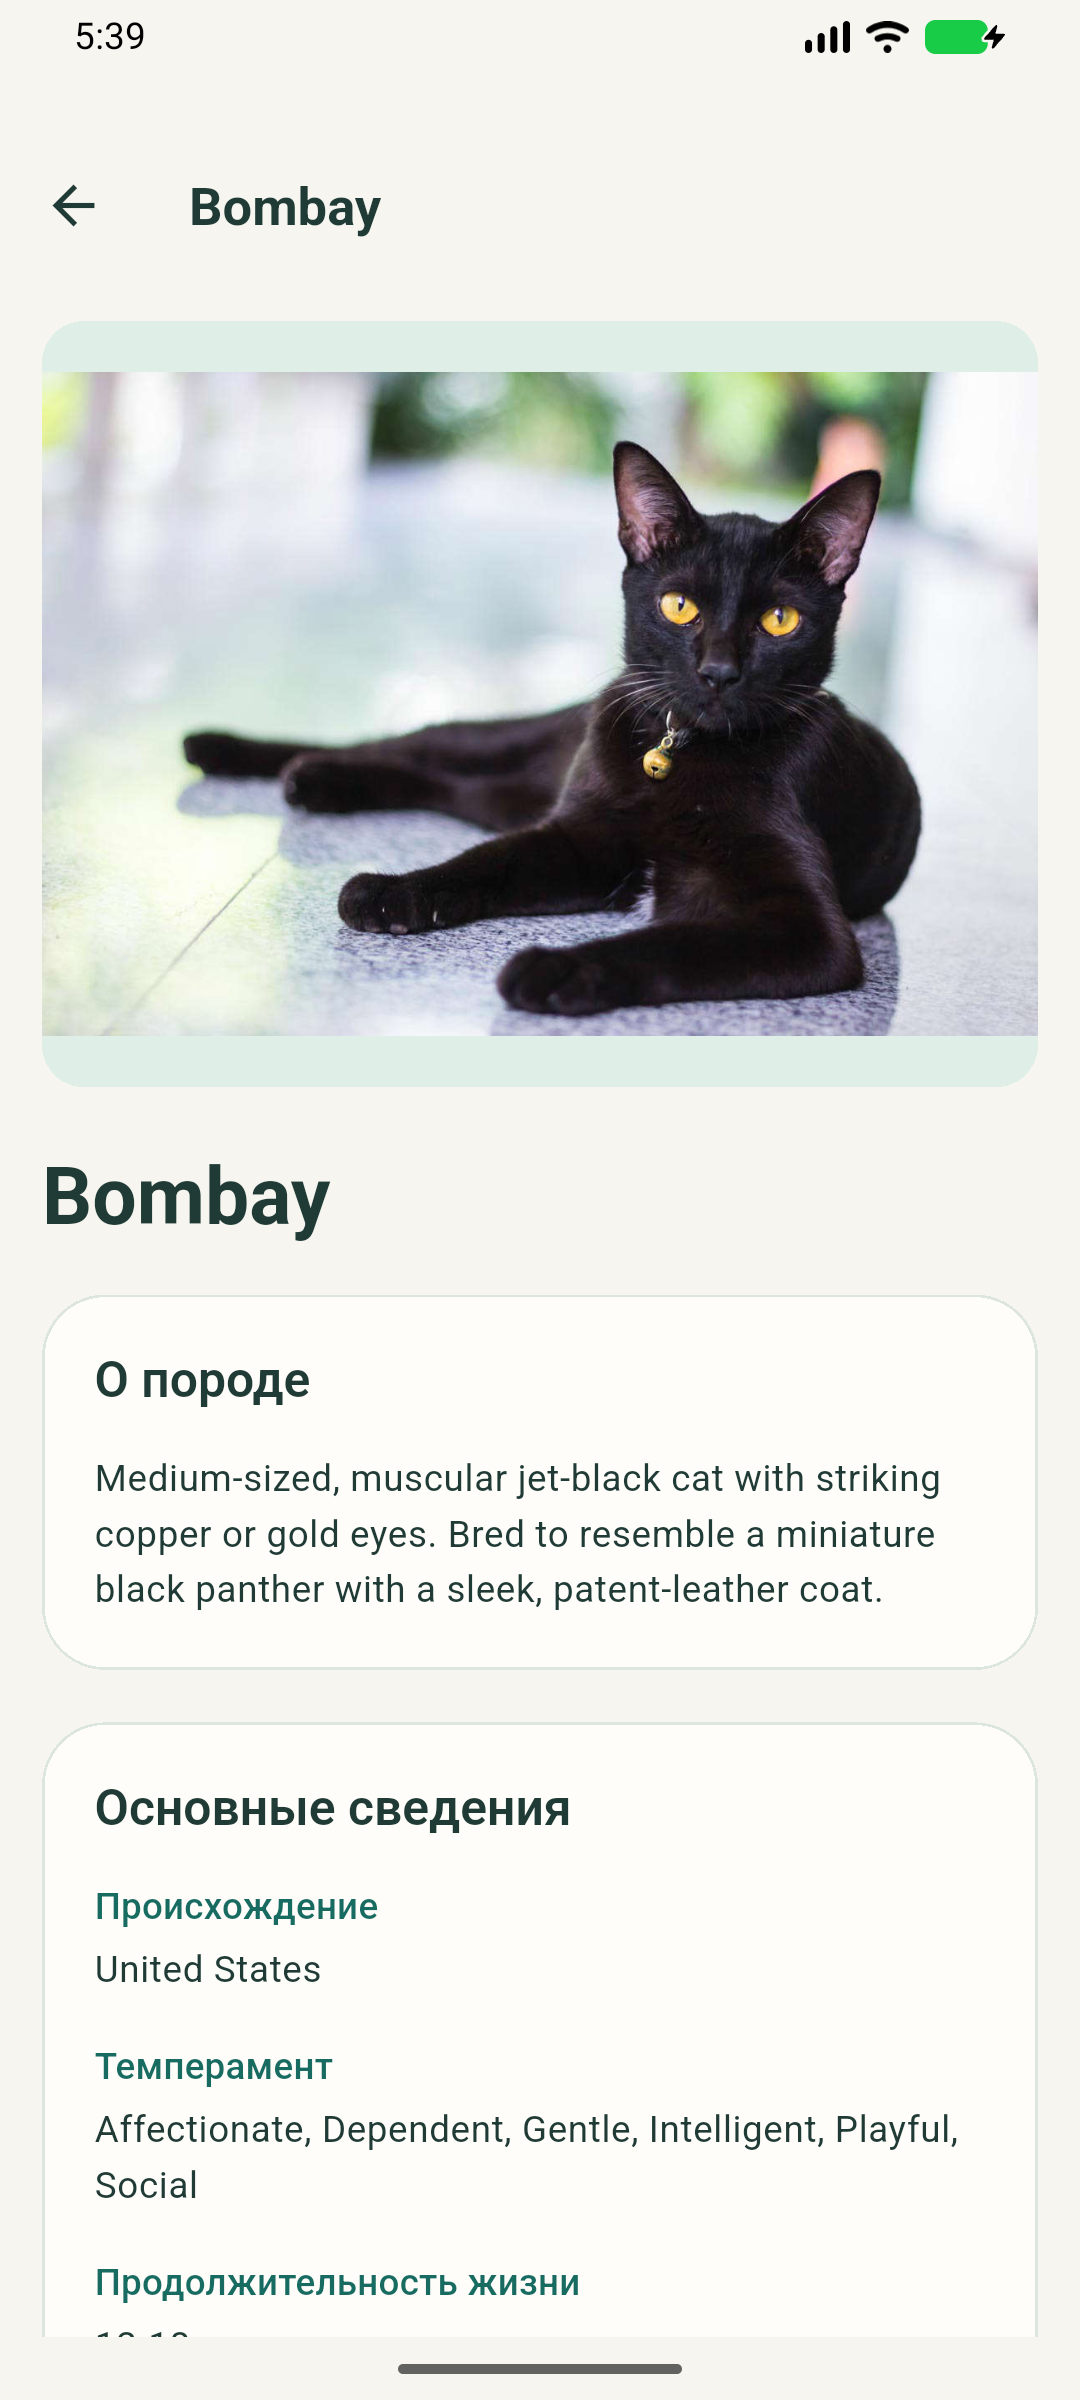 5:39
Bombay
Bombay
О породе
Medium-sized, muscular jet-black cat with striking
copper or gold eyes. Bred to resemble a miniature
black panther with a sleek, patent-leather coat.
Основные сведения
Происхождение
United States
Темперамент
Affectionate, Dependent, Gentle, Intelligent, Playful,
Social
Продолжительность жизни